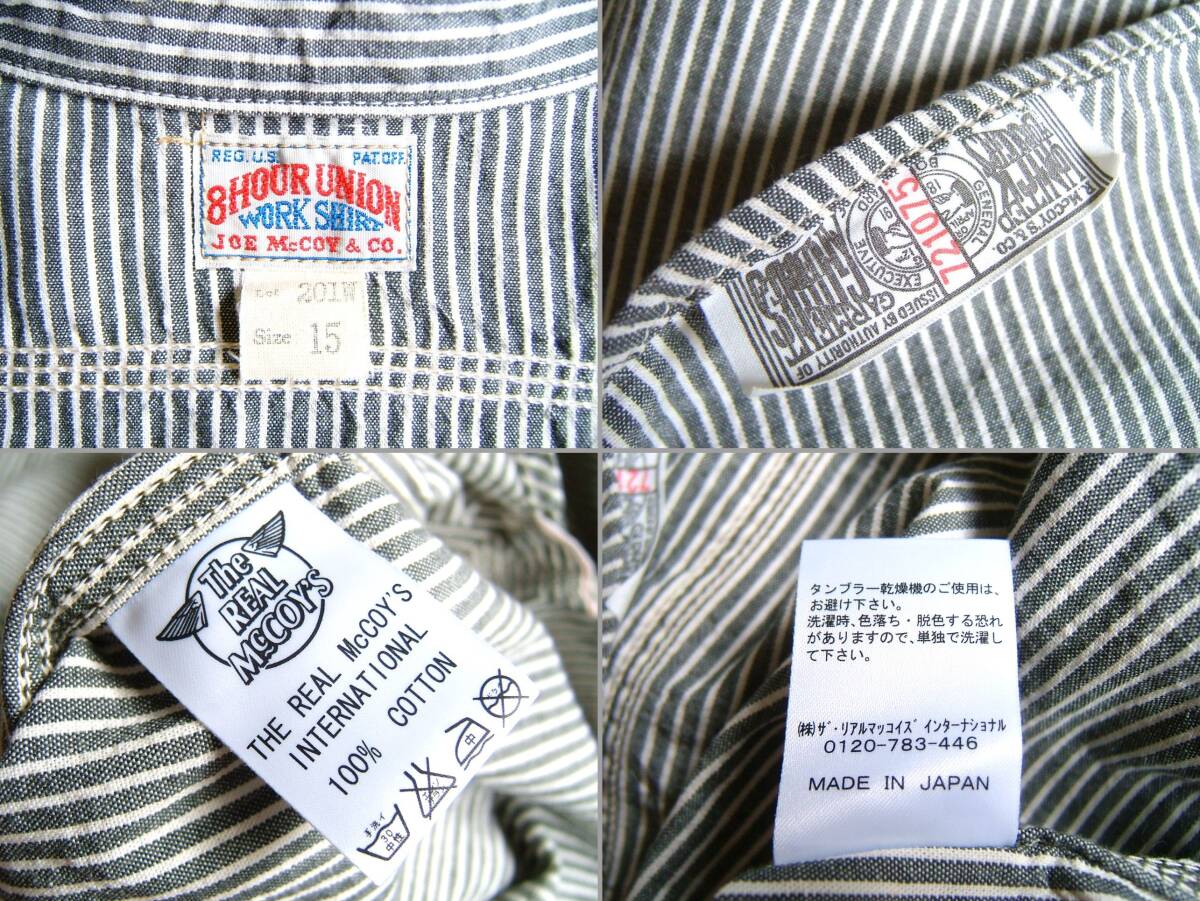 REG. U.S. PAT. OFF.
8 HOUR UNION
WORK SHIRT
JOE McCOY & CO.
Lot 201W
Size 15
UNITED
R. McCOY'S & CO.
GENERAL
APRIL
721075
EXECUTIVE
ISSUED BY AUTHORITY OF
GARMENT
The
REAL
McCOY'S
THE REAL McCOY'S
INTERNATIONAL
100% COTTON
手洗イ
30
中性
中
タンブラー乾燥機のご使用は、
お避け下さい。
洗濯時、色落ち・脱色する恐れ
がありますので、単独で洗濯し
て下さい。
㈱ザ・リアルマッコイズ インターナショナル
0120-783-446
MADE IN JAPAN